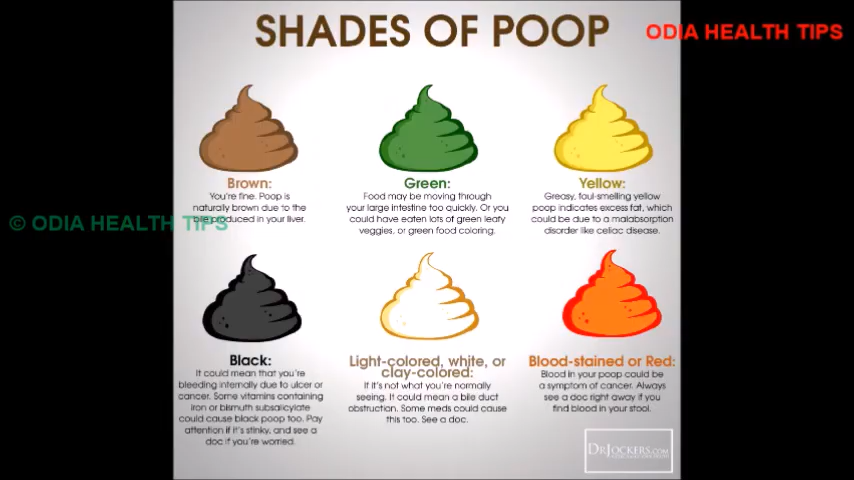 SHADES OF POOP
ODIA HEALTH TIPS
Brown:
You're fine. Poop is
naturally brown due to the
bile produced in your liver.
Green:
Food may be moving through
your large intestine too quickly. Or you
could have eaten lots of green leafy
veggies, or green food coloring.
Yellow:
Greasy, foul-smelling yellow
poop indicates excess fat, which
could be due to a malabsorption
disorder like celiac disease.
© ODIA HEALTH TIPS
Black:
It could mean that you're
bleeding internally due to ulcer or
cancer. Some vitamins containing
iron or bismuth subsalicylate
could cause black poop too. Pay
attention if it's stinky, and see a
doc if you're worried.
Light-colored, white, or
clay-colored:
If it's not what you're normally
seeing. It could mean a bile duct
obstruction. Some meds could cause
this too. See a doc.
Blood-stained or Red:
Blood in your poop could be
a symptom of cancer. Always
see a doc right away if you
find blood in your stool.
DRJOCKERS.COM